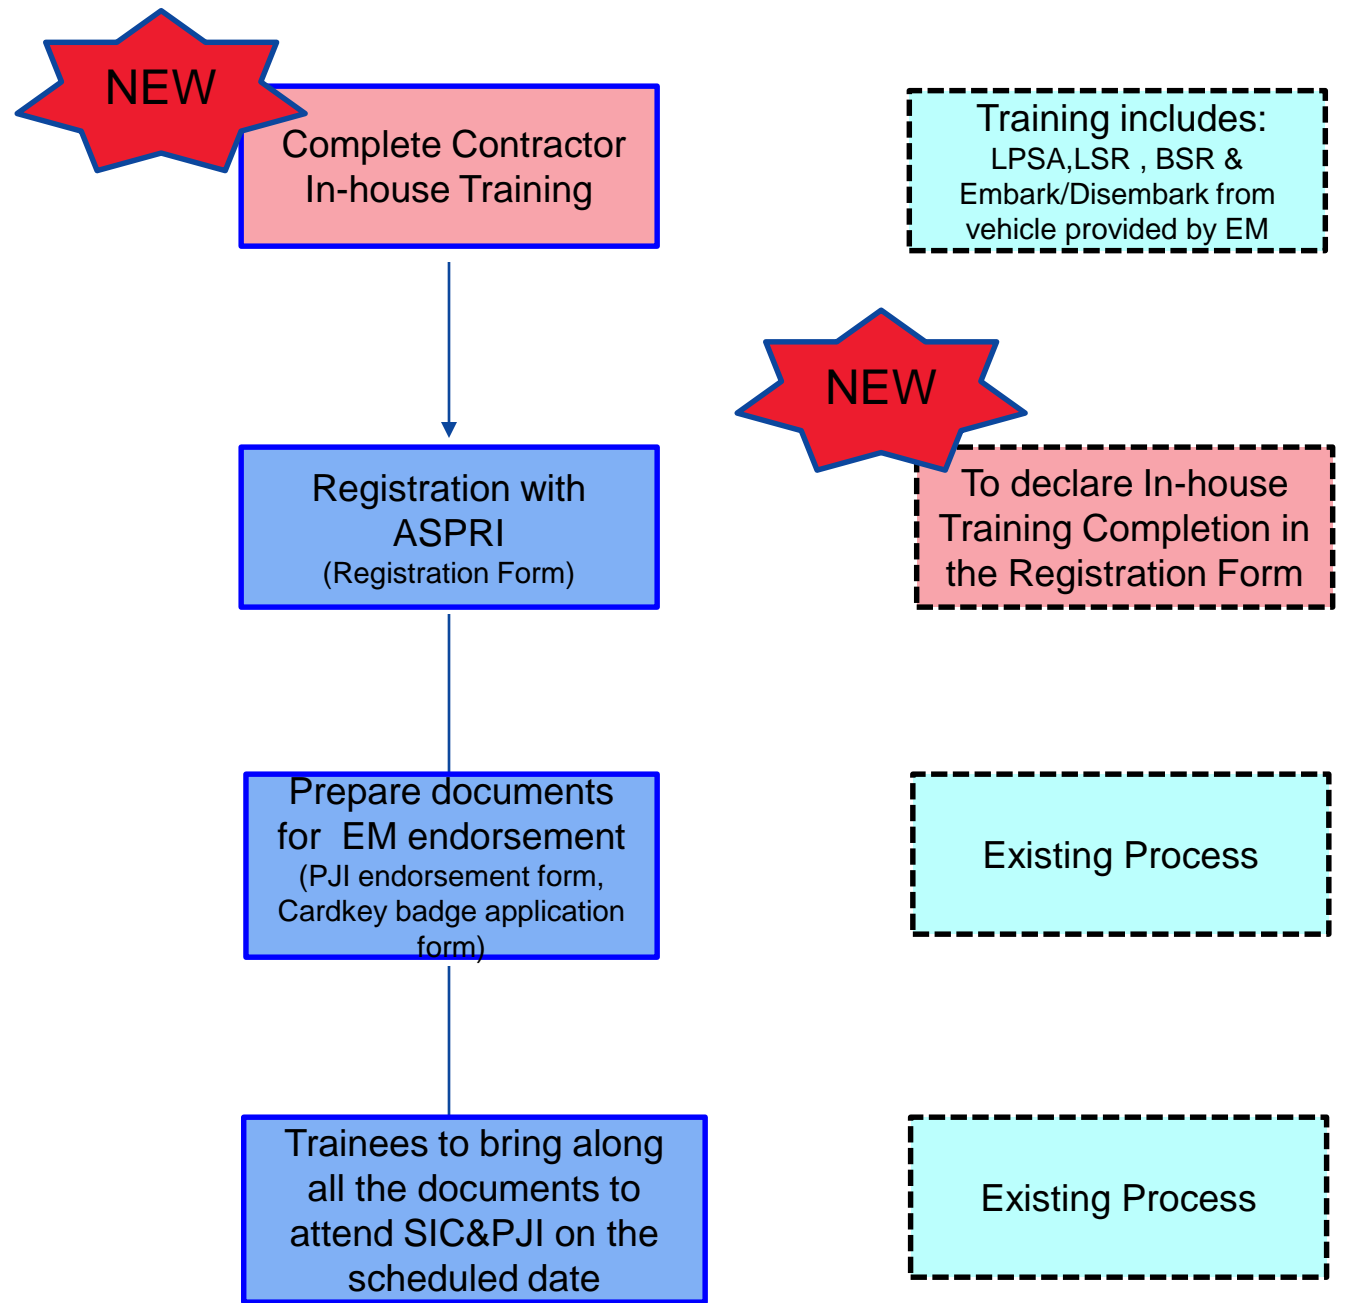 NEW
Complete Contractor
In-house Training
Training includes:
LPSA,LSR , BSR &
Embark/Disembark from
vehicle provided by EM
NEW
Registration with
ASPRI
(Registration Form)
To declare In-house
Training Completion in
the Registration Form
Prepare documents
for  EM endorsement
(PJI endorsement form,
Cardkey badge application
form)
Existing Process
Trainees to bring along
all the documents to
attend SIC&PJI on the
scheduled date
Existing Process